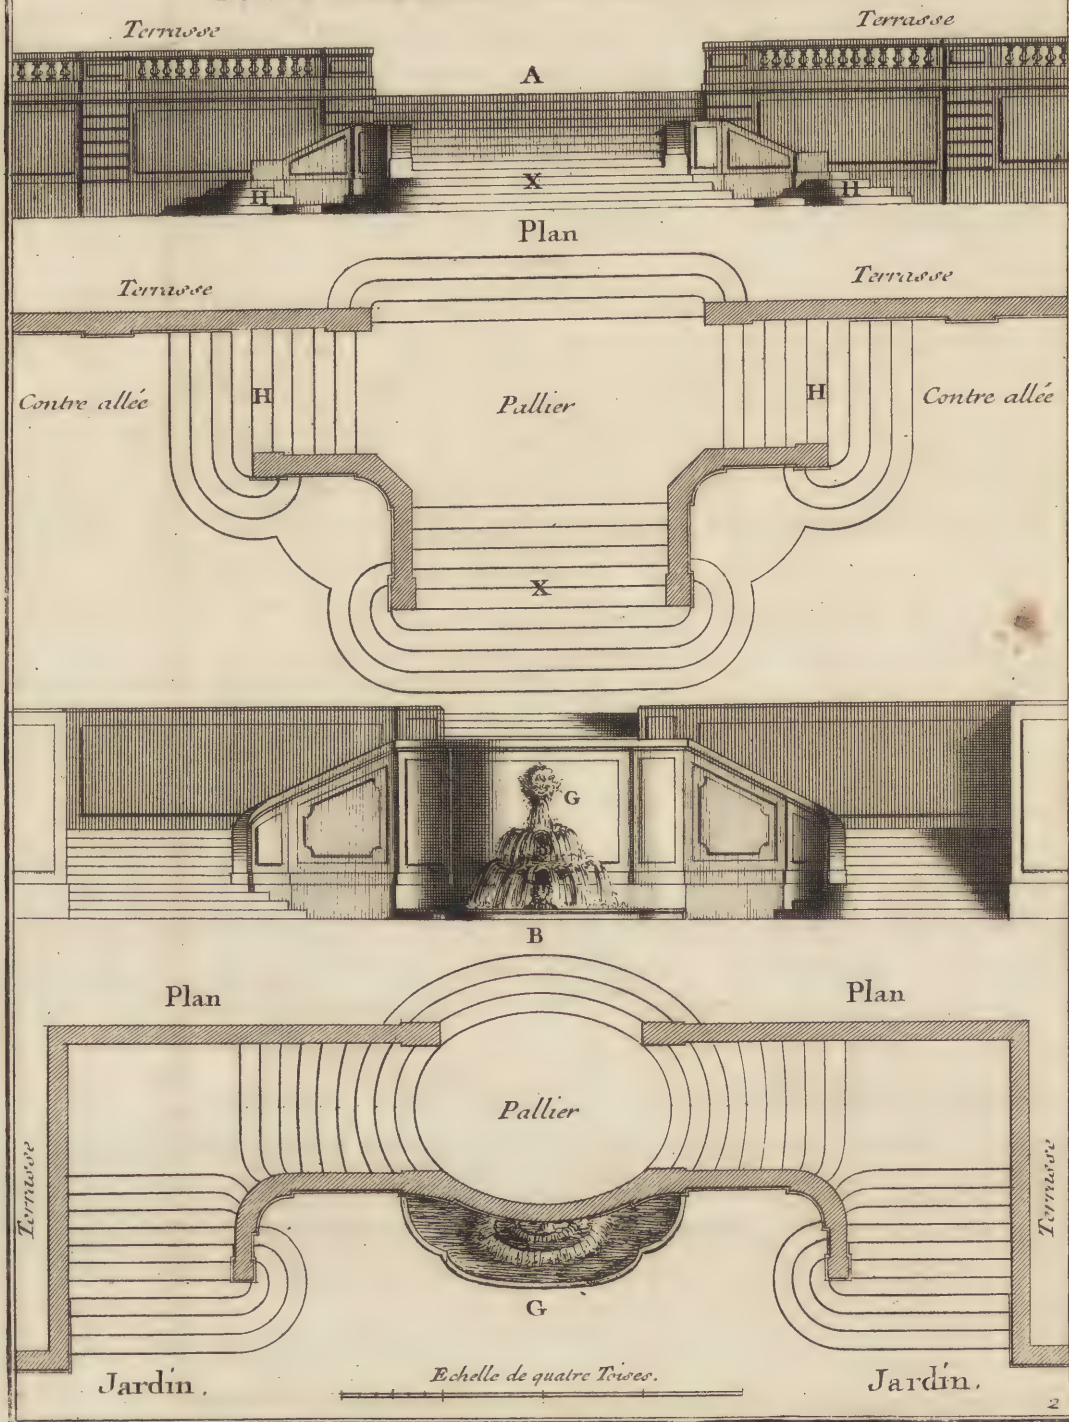 Terrasse Terrasse
A
X
H H
Plan
Terrasse Terrasse
Contre allée H Pallier H Contre allée
X
G
B
Plan Plan
Pallier
Terrasse Terrasse
G
Jardin. Echelle de quatre Toises. Jardin.
2